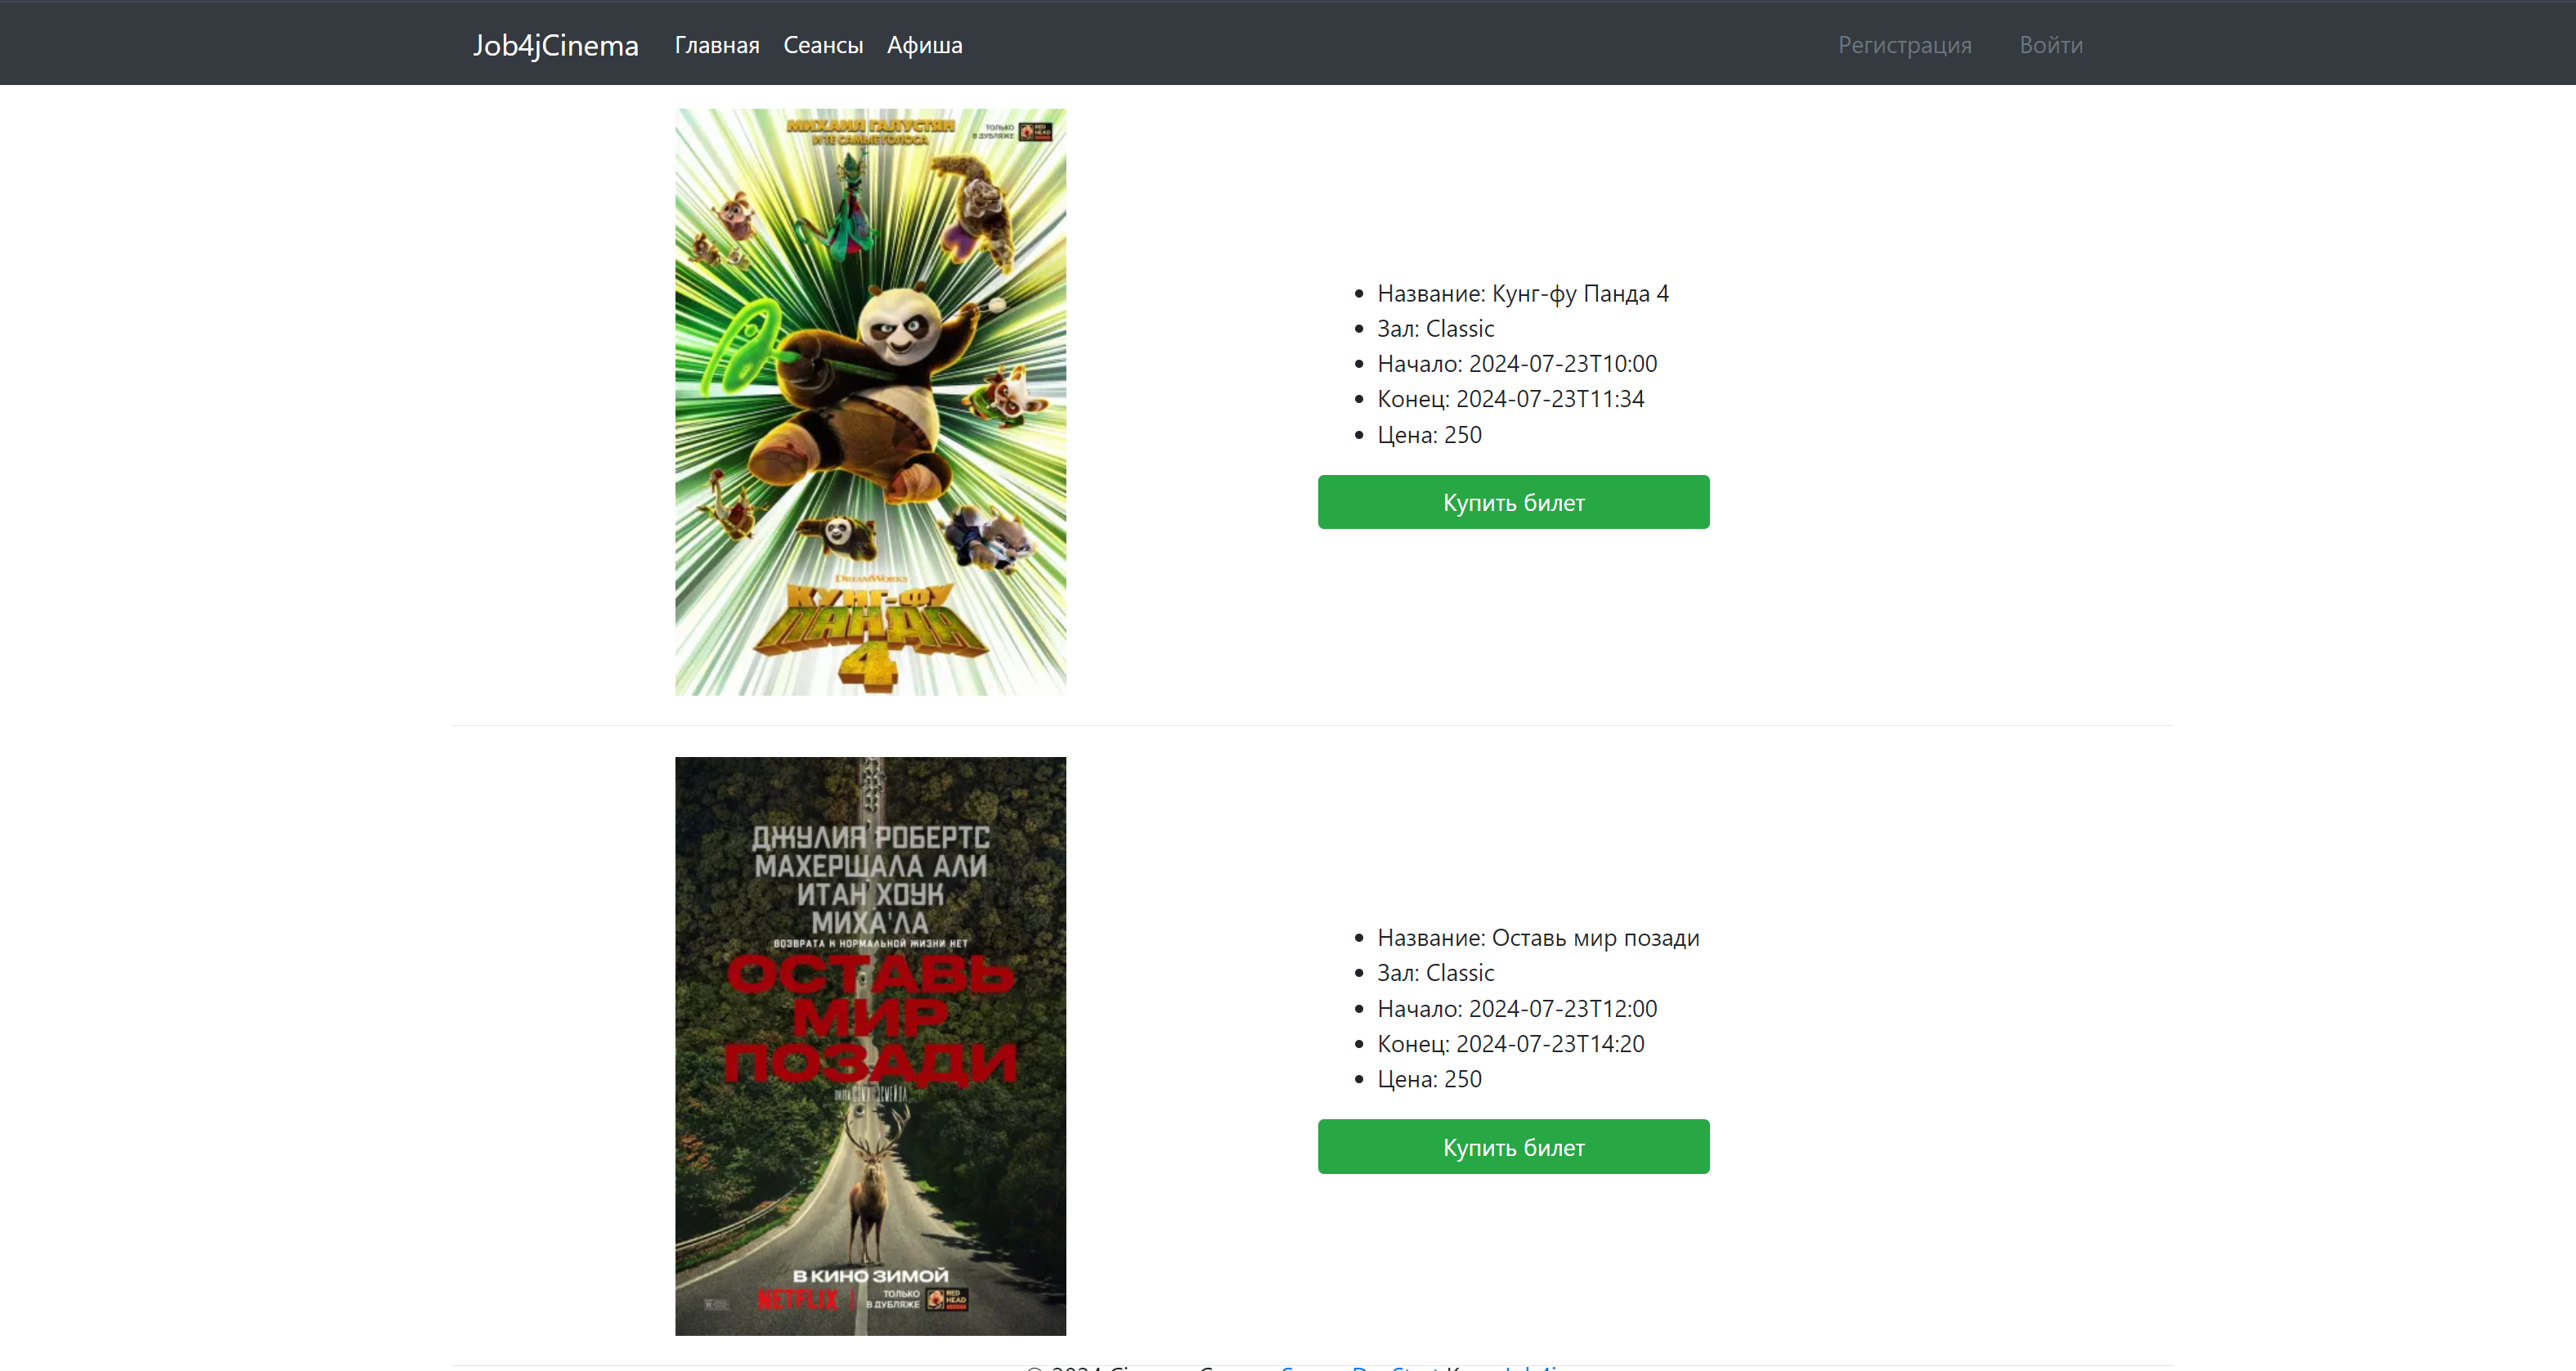 Job4jCinema Главная Сеансы Афиша Регистрация Войти
МИХАИЛ ГАЛУСТЯН
И ТЕ САМЫЕ ГОЛОСА
ТОЛЬКО
В ДУБЛЯЖЕ
RED
HEAD
DREAMWORKS
КУНГ-ФУ
ПАНДА
4
Название: Кунг-фу Панда 4
Зал: Classic
Начало: 2024-07-23T10:00
Конец: 2024-07-23T11:34
Цена: 250
Купить билет
ДЖУЛИЯ РОБЕРТС
МАХЕРШАЛА АЛИ
ИТАН ХОУК
МИХА'ЛА
ВОЗВРАТА К НОРМАЛЬНОЙ ЖИЗНИ НЕТ
ОСТАВЬ
МИР
ПОЗАДИ
В КИНО ЗИМОЙ
NETFLIX
ТОЛЬКО
В ДУБЛЯЖЕ
RED
HEAD
Название: Оставь мир позади
Зал: Classic
Начало: 2024-07-23T12:00
Конец: 2024-07-23T14:20
Цена: 250
Купить билет